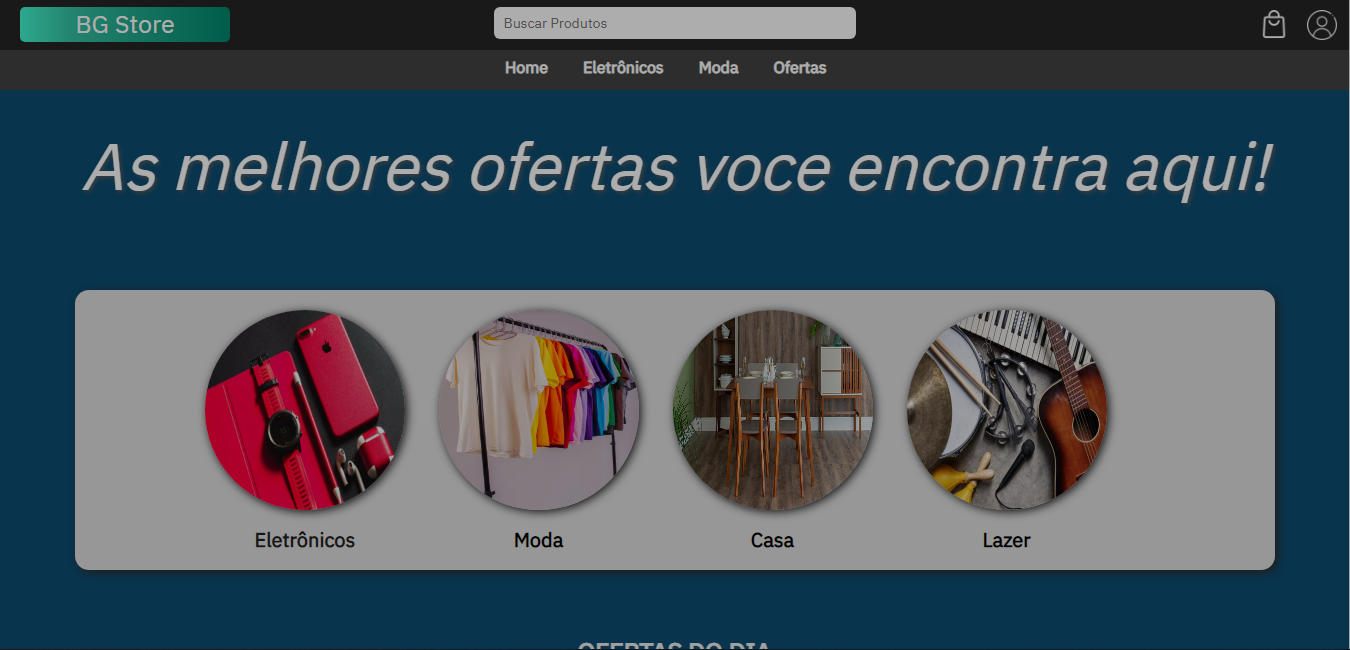 BG Store
Buscar Produtos
Home Eletrônicos Moda Ofertas
As melhores ofertas voce encontra aqui!
Eletrônicos Moda Casa Lazer
OFERTAS DO DIA